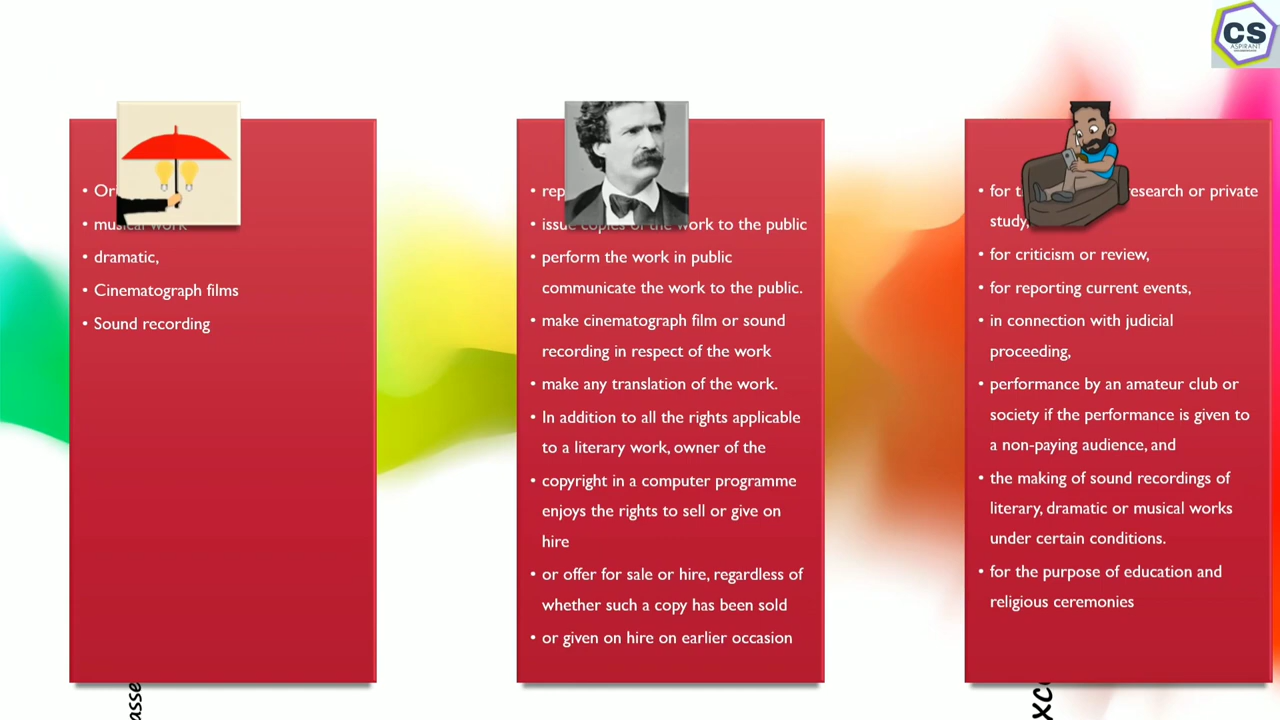 CS
ASPIRANT
• musical work
• dramatic,
• Cinematograph films
• Sound recording
• issue copies of the work to the public
• perform the work in public
communicate the work to the public.
• make cinematograph film or sound
recording in respect of the work
• make any translation of the work.
• In addition to all the rights applicable
to a literary work, owner of the
• copyright in a computer programme
enjoys the rights to sell or give on
hire
• or offer for sale or hire, regardless of
whether such a copy has been sold
• or given on hire on earlier occasion
• for research or private
study,
• for criticism or review,
• for reporting current events,
• in connection with judicial
proceeding,
• performance by an amateur club or
society if the performance is given to
a non-paying audience, and
• the making of sound recordings of
literary, dramatic or musical works
under certain conditions.
• for the purpose of education and
religious ceremonies